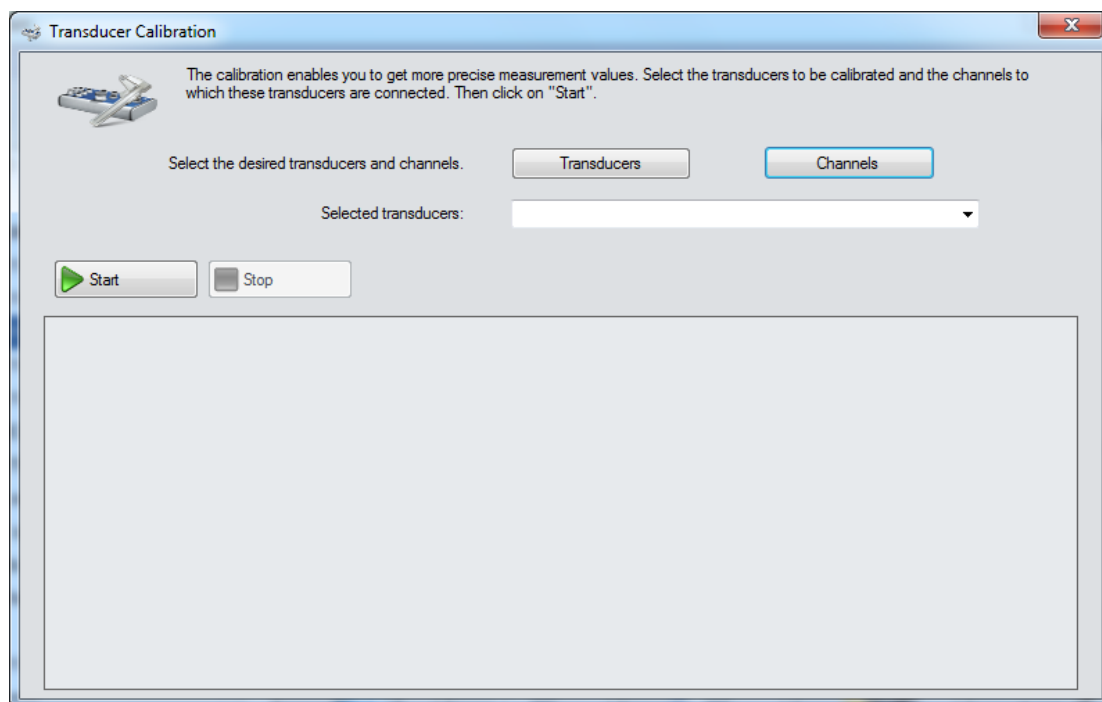 Transducer Calibration
The calibration enables you to get more precise measurement values. Select the transducers to be calibrated and the channels to
which these transducers are connected. Then click on "Start".
Select the desired transducers and channels. Transducers Channels
Selected transducers:
Start Stop